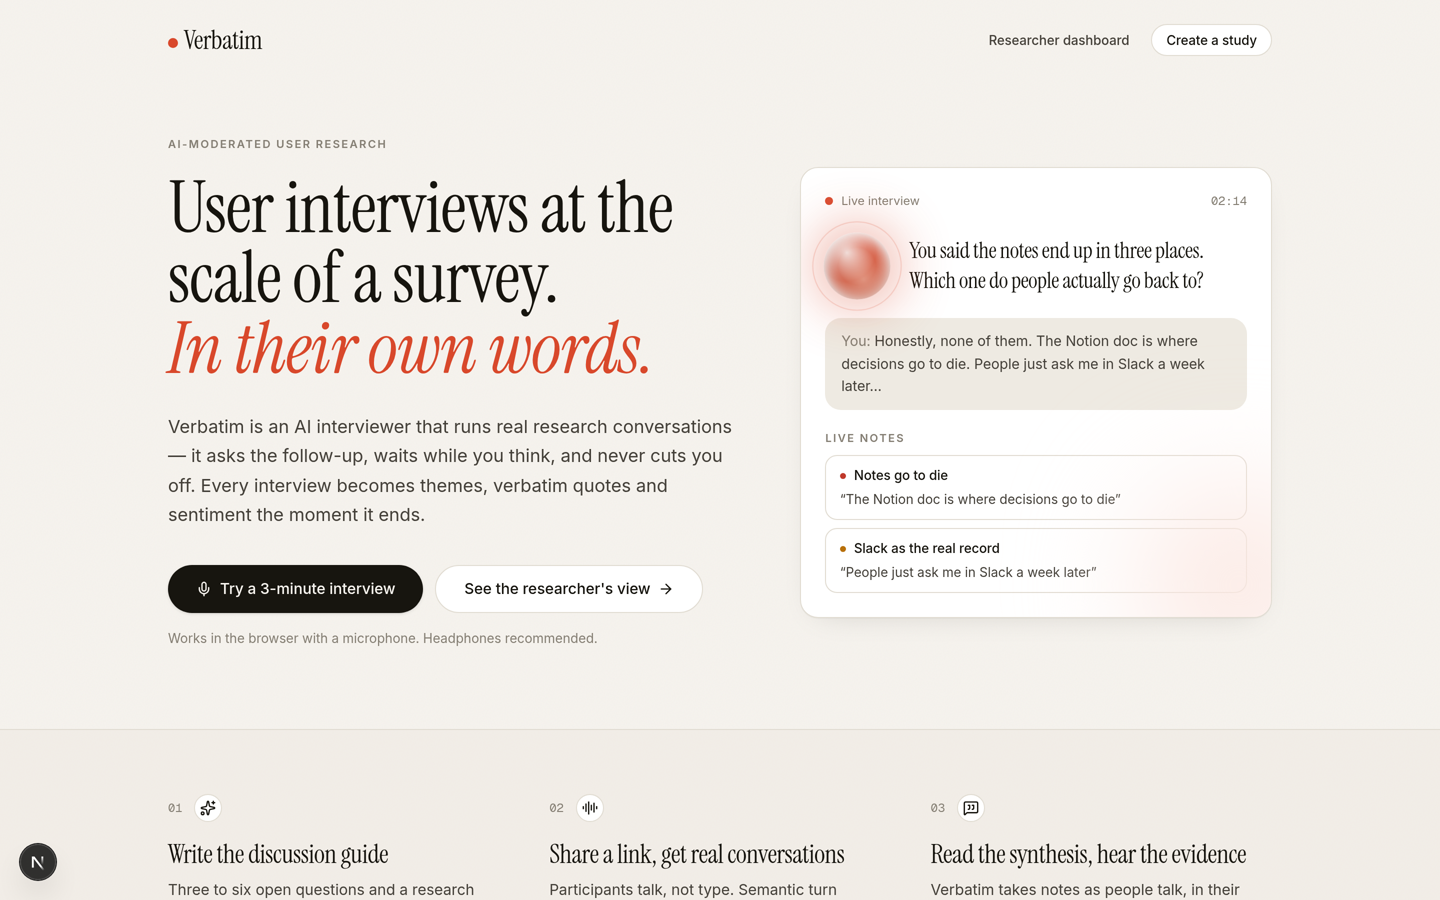 Verbatim
Researcher dashboard
Create a study
AI-MODERATED USER RESEARCH
User interviews at the
scale of a survey.
In their own words.
Verbatim is an AI interviewer that runs real research conversations
— it asks the follow-up, waits while you think, and never cuts you
off. Every interview becomes themes, verbatim quotes and
sentiment the moment it ends.
Try a 3-minute interview
See the researcher's view →
Works in the browser with a microphone. Headphones recommended.
Live interview
02:14
You said the notes end up in three places.
Which one do people actually go back to?
You: Honestly, none of them. The Notion doc is where
decisions go to die. People just ask me in Slack a week
later...
LIVE NOTES
Notes go to die
“The Notion doc is where decisions go to die”
Slack as the real record
“People just ask me in Slack a week later”
01
Write the discussion guide
Three to six open questions and a research
02
Share a link, get real conversations
Participants talk, not type. Semantic turn
03
Read the synthesis, hear the evidence
Verbatim takes notes as people talk, in their
N